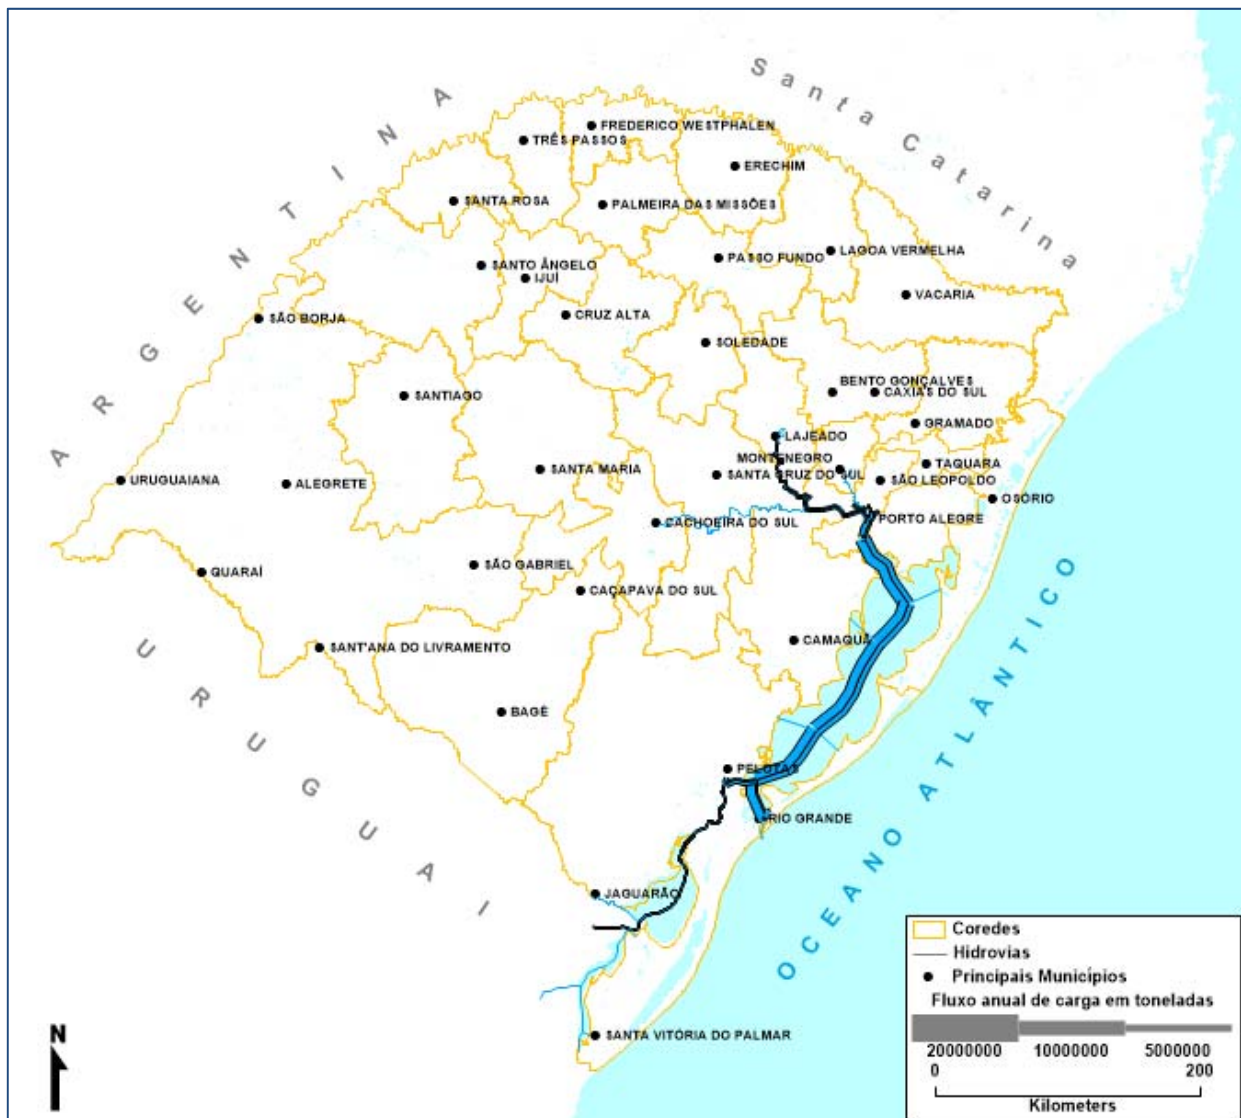 Santa Catarina
ARGENTINA
FREDERICO WESTPHALEN
TRÊS PASSOS
ERECHIM
SANTA ROSA
PALMEIRA DAS MISSÕES
LAGOA VERMELHA
PASSO FUNDO
SANTO ÂNGELO
IJUÍ
VACARIA
SÃO BORJA
CRUZ ALTA
SOLEDADE
BENTO GONÇALVES
CAXIAS DO SUL
SANTIAGO
GRAMADO
LAJEADO
MONTENEGRO
TAQUARA
SANTA MARIA
SANTA CRUZ DO SUL
SÃO LEOPOLDO
URUGUAIANA
ALEGRETE
OSÓRIO
CACHOEIRA DO SUL
PORTO ALEGRE
SÃO GABRIEL
QUARAÍ
CAÇAPAVA DO SUL
CAMAQUÃ
SANT'ANA DO LIVRAMENTO
URUGUAI
BAGÉ
OCEANO ATLÂNTICO
PELOTAS
RIO GRANDE
JAGUARÃO
SANTA VITÓRIA DO PALMAR
N
Coredes
Hidrovias
Principais Municípios
Fluxo anual de carga em toneladas
20000000 10000000 5000000
0 200
Kilometers